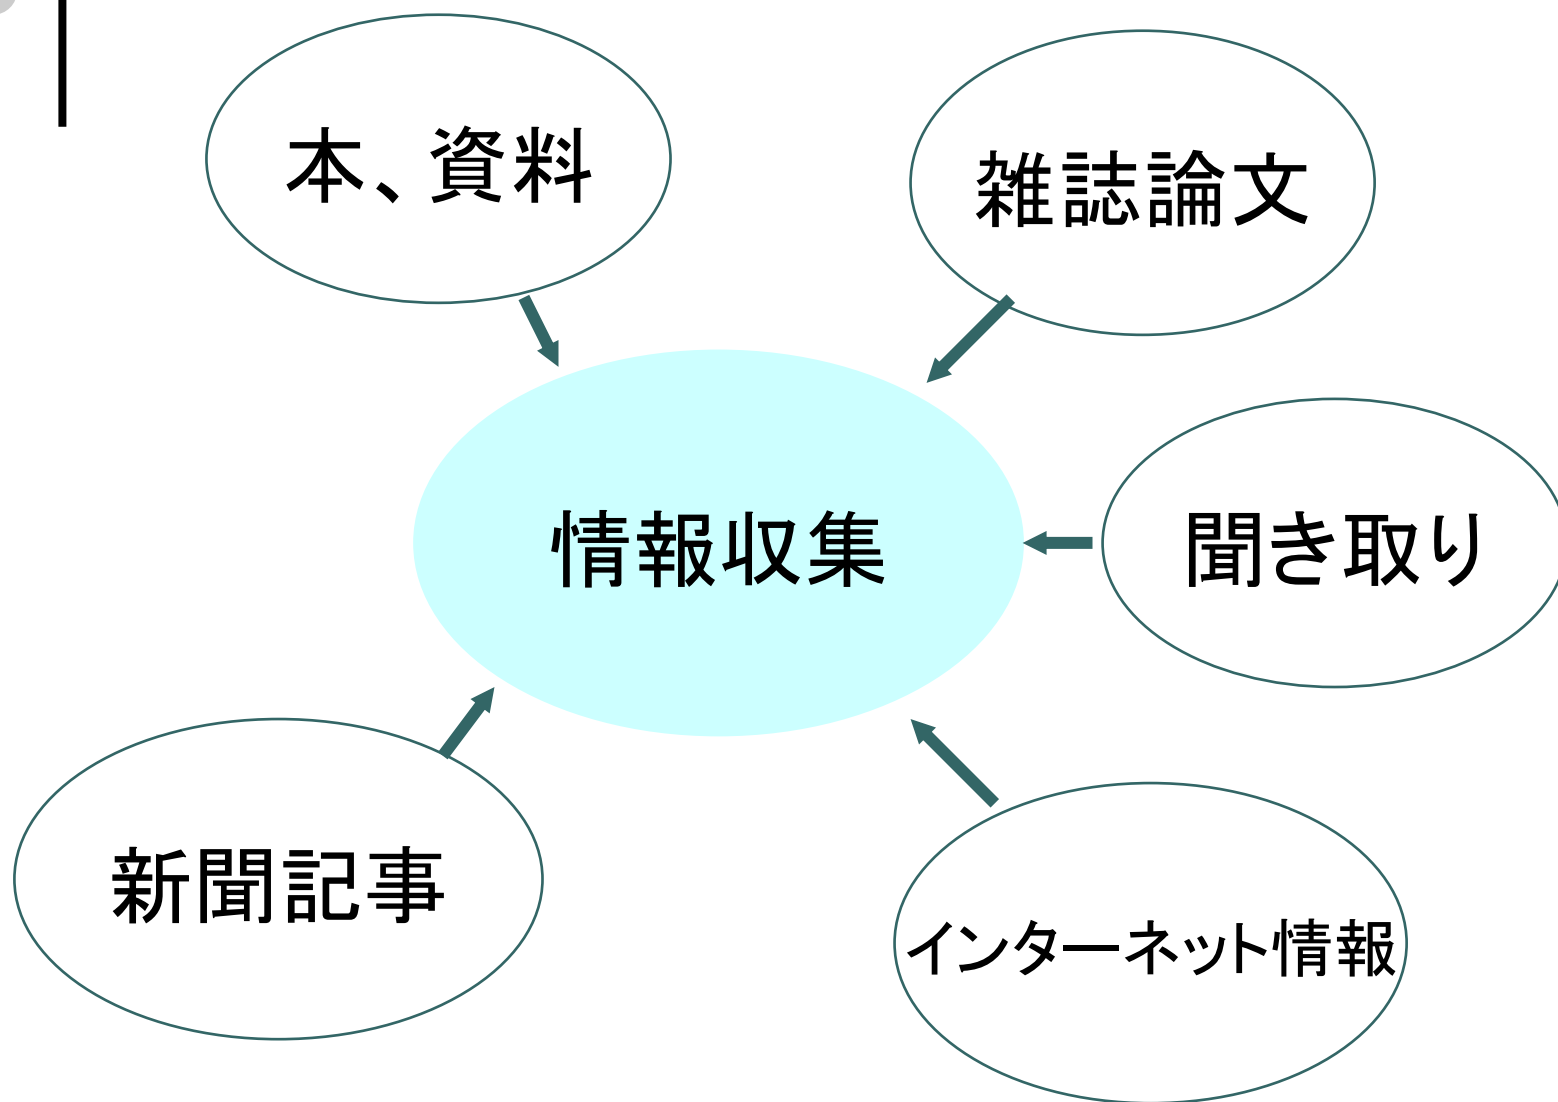 本、資料
雑誌論文
情報収集
聞き取り
新聞記事
インターネット情報